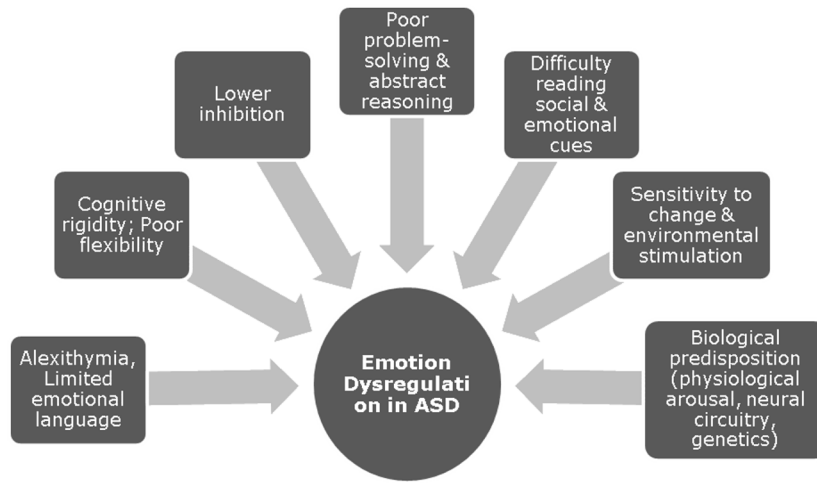 Poor
problem-
solving &
abstract
reasoning
Lower
inhibition
Difficulty
reading
social &
emotional
cues
Cognitive
rigidity; Poor
flexibility
Sensitivity to
change &
environmental
stimulation
Alexithymia,
Limited
emotional
language
Emotion
Dysregulati
on in ASD
Biological
predisposition
(physiological
arousal, neural
circuitry,
genetics)